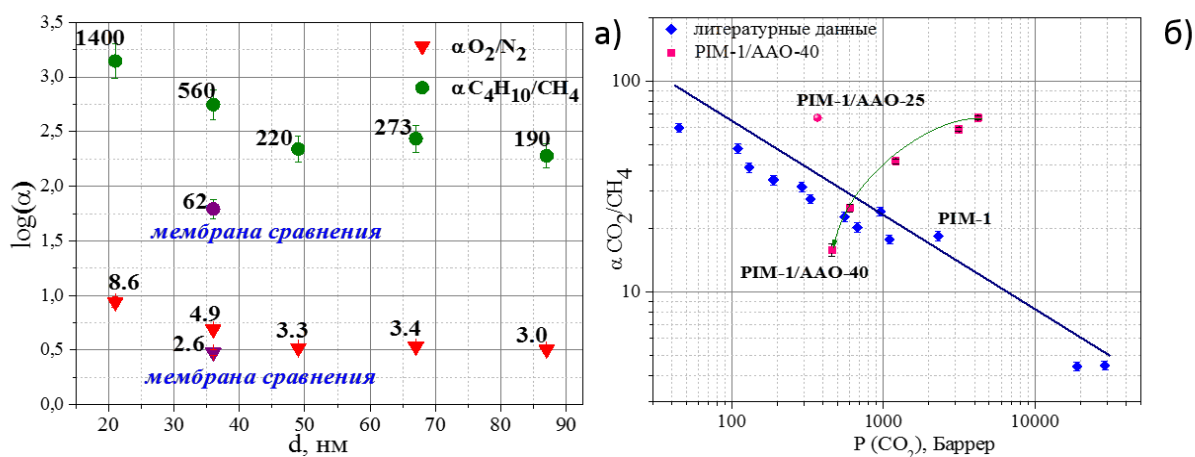 3,5
3,0
2,5
2,0
1,5
1,0
0,5
0,0
log(α)
20 30 40 50 60 70 80 90
d, нм
1400
560
220
273
190
62
мембрана сравнения
8.6
4.9
2.6
3.3
3.4
3.0
мембрана сравнения
α O₂/N₂
α C₄H₁₀/CH₄
а)
литературные данные
PIM-1/AAO-40
PIM-1/AAO-25
PIM-1
PIM-1/AAO-40
100
10
α CO₂/CH₄
100 1000 10000
P (CO₂), Баррер
б)